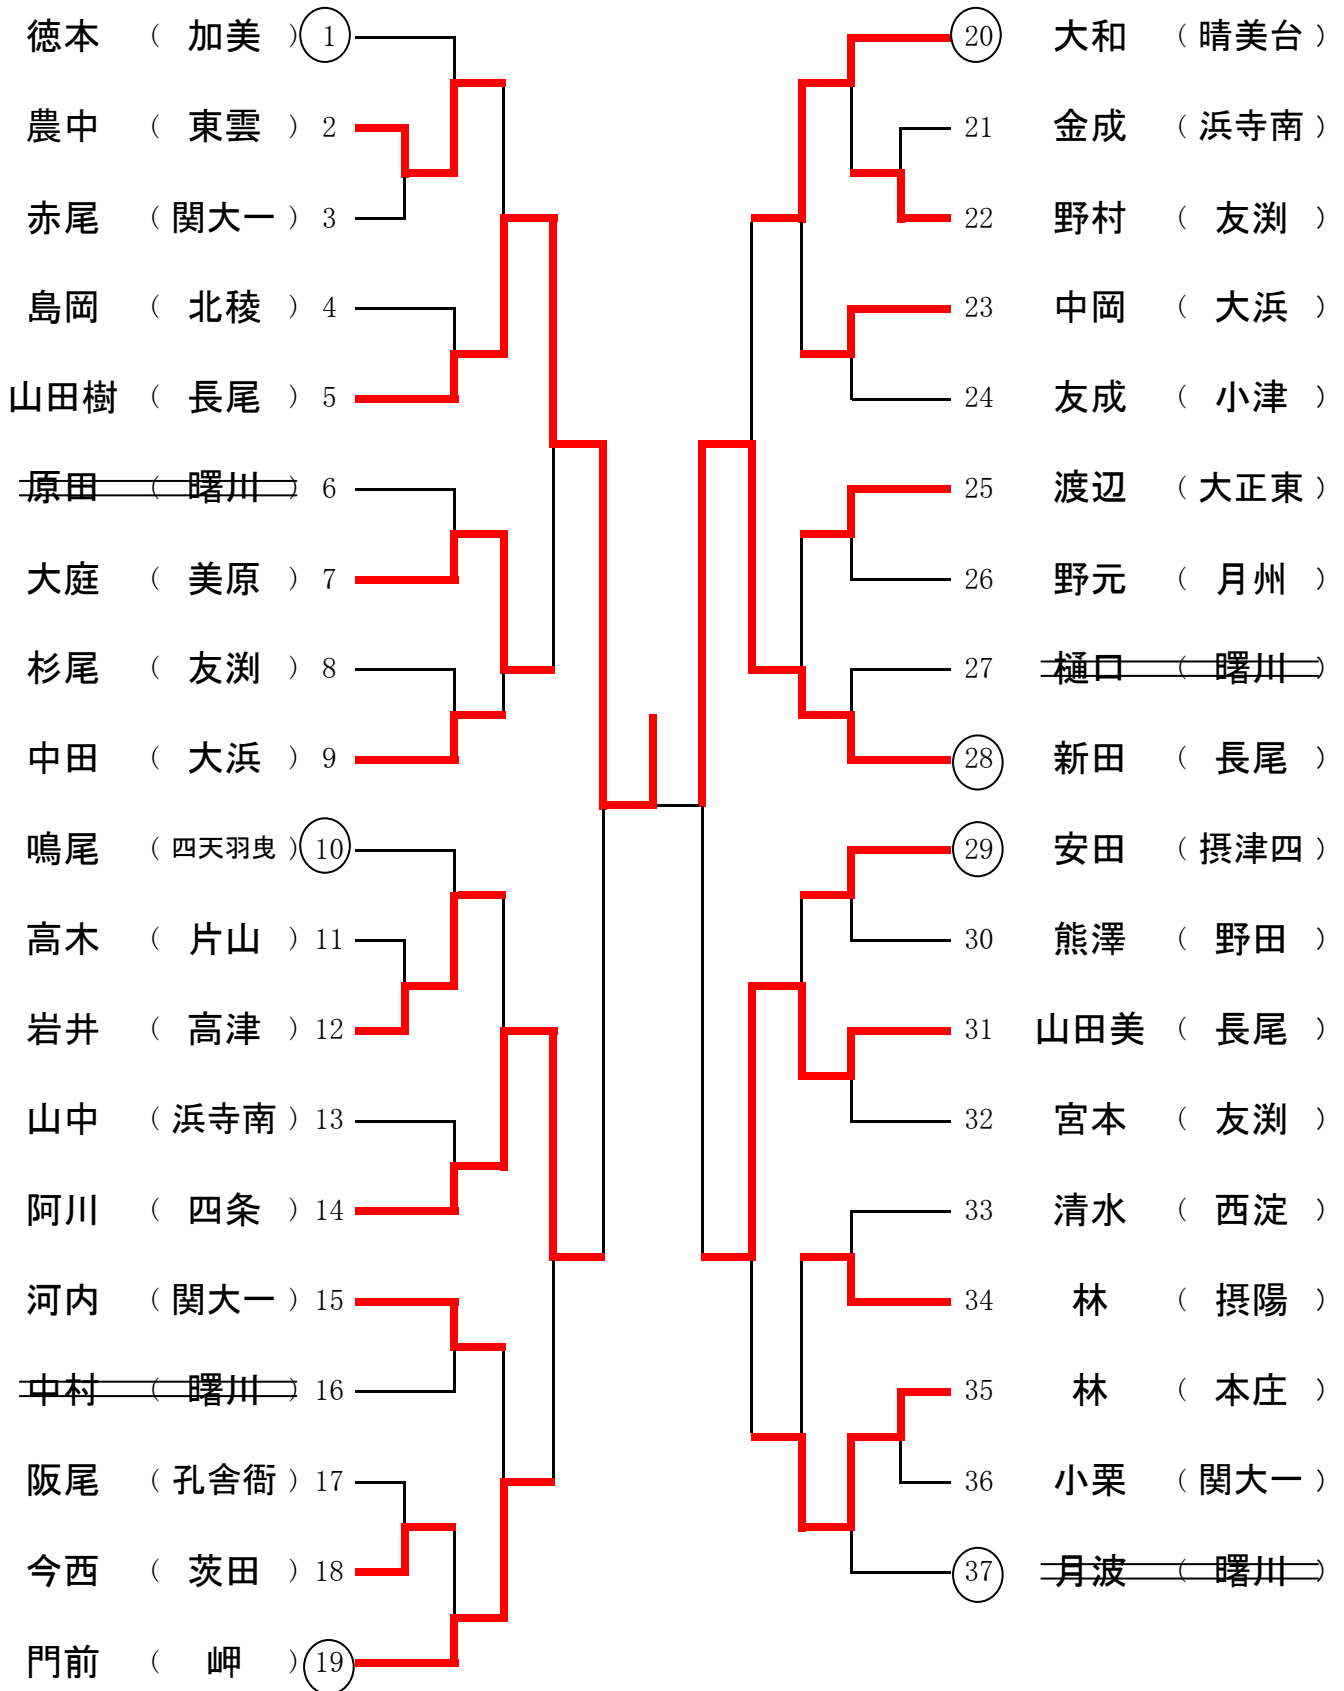 徳本 （ 加美 ） 1
農中 （ 東雲 ） 2
赤尾 （ 関大一 ） 3
島岡 （ 北稜 ） 4
山田樹 （ 長尾 ） 5
原田 （ 曙川 ） 6
大庭 （ 美原 ） 7
杉尾 （ 友渕 ） 8
中田 （ 大浜 ） 9
鳴尾 （ 四天羽曵 ） 10
高木 （ 片山 ） 11
岩井 （ 高津 ） 12
山中 （ 浜寺南 ） 13
阿川 （ 四条 ） 14
河内 （ 関大一 ） 15
中村 （ 曙川 ） 16
阪尾 （ 孔舎衙 ） 17
今西 （ 茨田 ） 18
門前 （ 岬 ） 19
20 大和 （ 晴美台 ）
21 金成 （ 浜寺南 ）
22 野村 （ 友渕 ）
23 中岡 （ 大浜 ）
24 友成 （ 小津 ）
25 渡辺 （ 大正東 ）
26 野元 （ 月州 ）
27 樋口 （ 曙川 ）
28 新田 （ 長尾 ）
29 安田 （ 摂津四 ）
30 熊澤 （ 野田 ）
31 山田美 （ 長尾 ）
32 宮本 （ 友渕 ）
33 清水 （ 西淀 ）
34 林 （ 摂陽 ）
35 林 （ 本庄 ）
36 小栗 （ 関大一 ）
37 月波 （ 曙川 ）